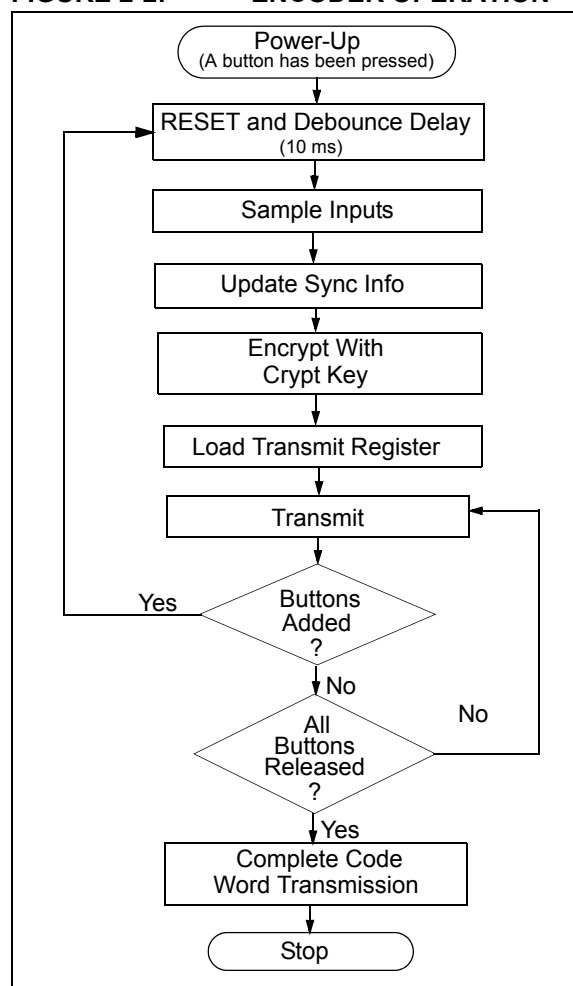 FIGURE 2-2: ENCODER OPERATION
Power-Up
(A button has been pressed)
RESET and Debounce Delay
(10 ms)
Sample Inputs
Update Sync Info
Encrypt With
Crypt Key
Load Transmit Register
Transmit
Yes
Buttons
Added
?
No
No
All
Buttons
Released
?
Yes
Complete Code
Word Transmission
Stop